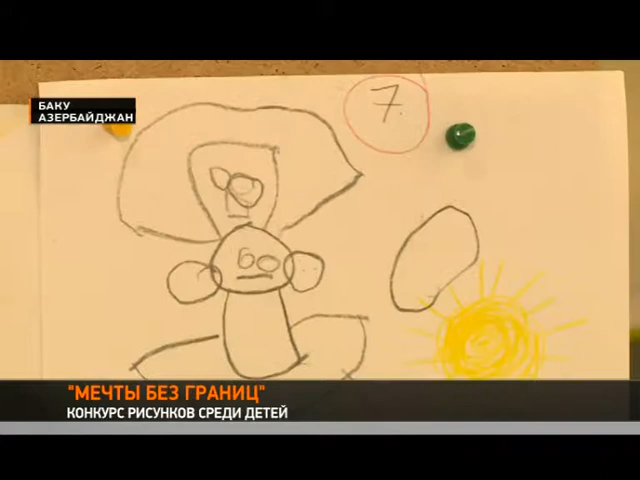 БАКУ
АЗЕРБАЙДЖАН
7.
"МЕЧТЫ БЕЗ ГРАНИЦ"
КОНКУРС РИСУНКОВ СРЕДИ ДЕТЕЙ